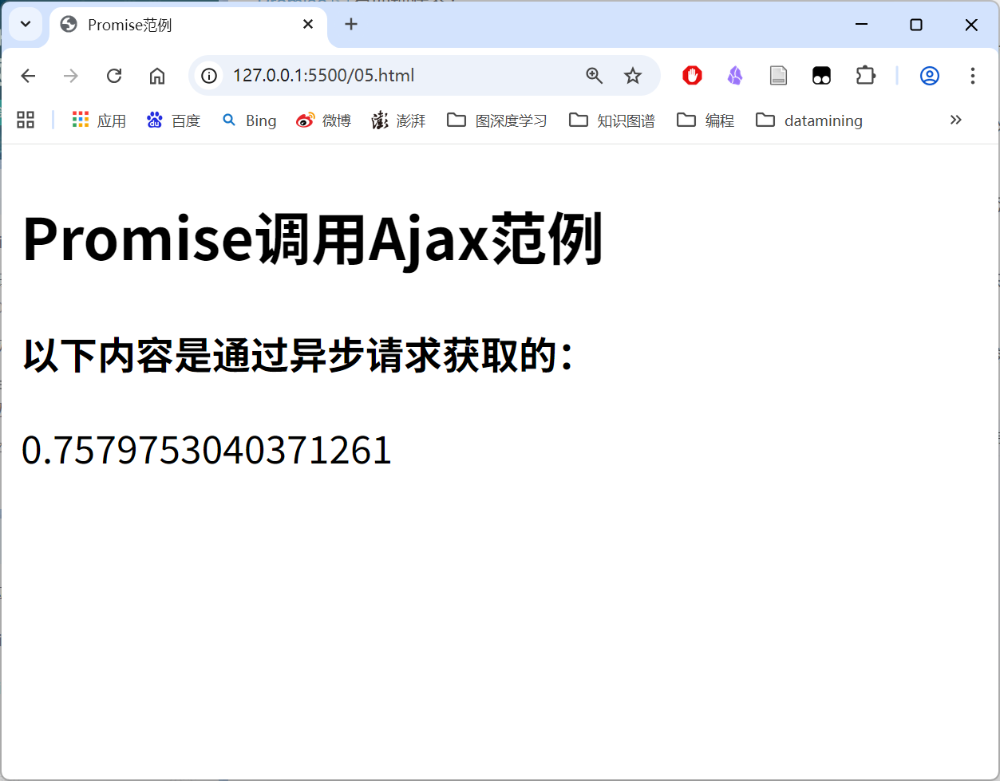 Promise范例
127.0.0.1:5500/05.html
应用 百度 Bing 微博 澎湃 图深度学习 知识图谱 编程 datamining
Promise调用Ajax范例
以下内容是通过异步请求获取的：
0.7579753040371261